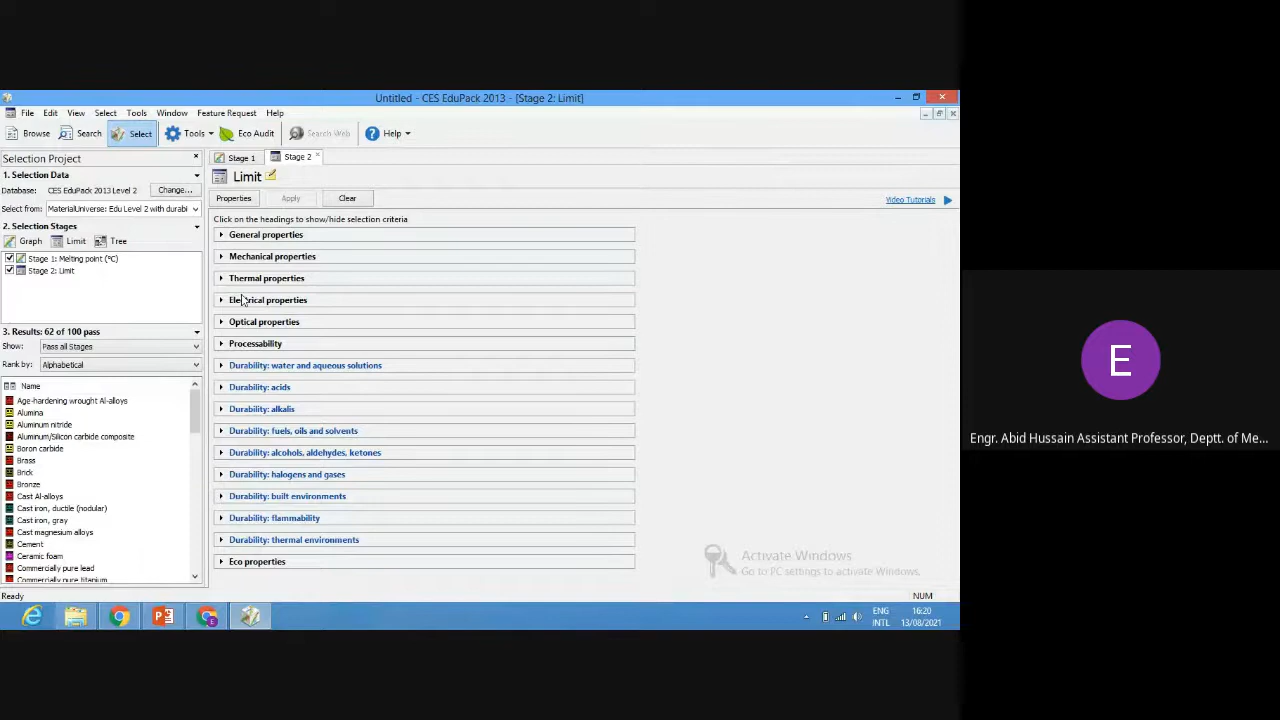 Untitled - CES EduPack 2013 - [Stage 2: Limit]
File Edit View Select Tools Window Feature Request Help
Browse Search Select Tools Eco Audit Search Web Help
Selection Project
1. Selection Data
Database: CES EduPack 2013 Level 2 Change...
Select from: MaterialUniverse: Edu Level 2 with durabi
2. Selection Stages
Graph Limit Tree
Stage 1: Melting point (°C)
Stage 2: Limit
3. Results: 62 of 100 pass
Show: Pass all Stages
Rank by: Alphabetical
Name
Age-hardening wrought Al-alloys
Alumina
Aluminum nitride
Aluminum/Silicon carbide composite
Boron carbide
Brass
Brick
Bronze
Cast Al-alloys
Cast iron, ductile (nodular)
Cast iron, gray
Cast magnesium alloys
Cement
Ceramic foam
Commercially pure lead
Commercially pure titanium
Stage 1 Stage 2
Limit
Properties Apply Clear Video Tutorials
Click on the headings to show/hide selection criteria
General properties
Mechanical properties
Thermal properties
Electrical properties
Optical properties
Processability
Durability: water and aqueous solutions
Durability: acids
Durability: alkalis
Durability: fuels, oils and solvents
Durability: alcohols, aldehydes, ketones
Durability: halogens and gases
Durability: built environments
Durability: flammability
Durability: thermal environments
Eco properties
Activate Windows
Go to PC settings to activate Windows.
Ready NUM
ENG 16:20
INTL 13/08/2021
E
Engr. Abid Hussain Assistant Professor, Deptt. of Me...